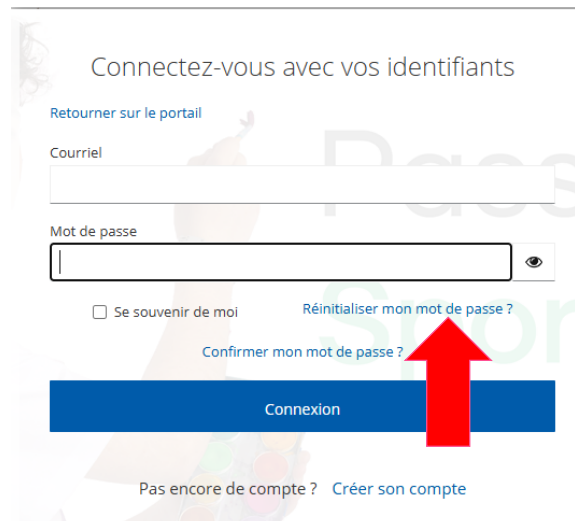 Connectez-vous avec vos identifiants
Retourner sur le portail
Courriel
Mot de passe
Se souvenir de moi
Réinitialiser mon mot de passe ?
Confirmer mon mot de passe ?
Connexion
Pas encore de compte ? Créer son compte